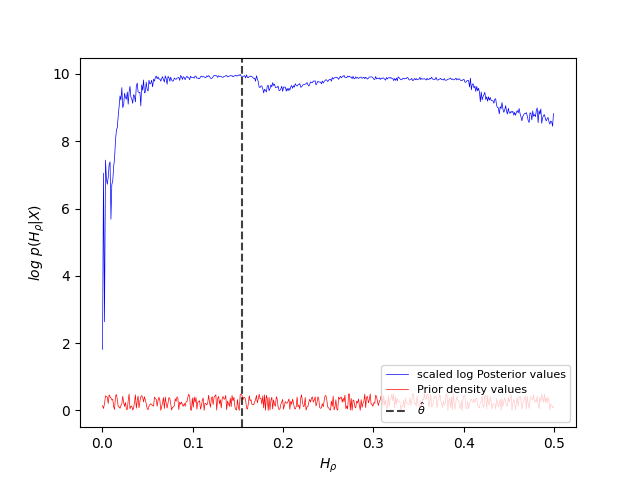 10
8
6
4
2
0
log p(H_ρ|X)
scaled log Posterior values
Prior density values
θ̂
0.0 0.1 0.2 0.3 0.4 0.5
H_ρ